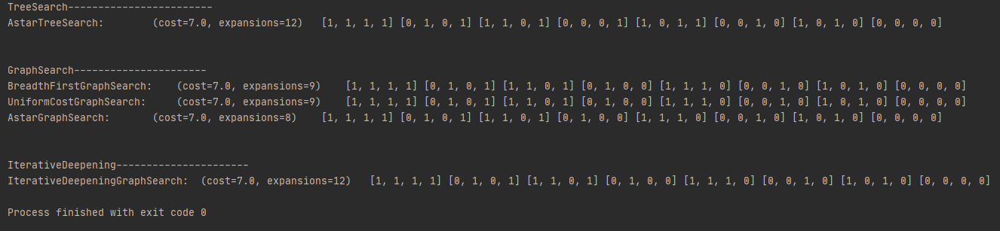 TreeSearch------------------------
AstarTreeSearch: (cost=7.0, expansions=12) [1, 1, 1, 1] [0, 1, 0, 1] [1, 1, 0, 1] [0, 0, 0, 1] [1, 0, 1, 1] [0, 0, 1, 0] [1, 0, 1, 0] [0, 0, 0, 0]
GraphSearch----------------------
BreadthFirstGraphSearch: (cost=7.0, expansions=9) [1, 1, 1, 1] [0, 1, 0, 1] [1, 1, 0, 1] [0, 1, 0, 0] [1, 1, 1, 0] [0, 0, 1, 0] [1, 0, 1, 0] [0, 0, 0, 0]
UniformCostGraphSearch: (cost=7.0, expansions=9) [1, 1, 1, 1] [0, 1, 0, 1] [1, 1, 0, 1] [0, 1, 0, 0] [1, 1, 1, 0] [0, 0, 1, 0] [1, 0, 1, 0] [0, 0, 0, 0]
AstarGraphSearch: (cost=7.0, expansions=8) [1, 1, 1, 1] [0, 1, 0, 1] [1, 1, 0, 1] [0, 1, 0, 0] [1, 1, 1, 0] [0, 0, 1, 0] [1, 0, 1, 0] [0, 0, 0, 0]
IterativeDeepening----------------------
IterativeDeepeningGraphSearch: (cost=7.0, expansions=12) [1, 1, 1, 1] [0, 1, 0, 1] [1, 1, 0, 1] [0, 1, 0, 0] [1, 1, 1, 0] [0, 0, 1, 0] [1, 0, 1, 0] [0, 0, 0, 0]
Process finished with exit code 0